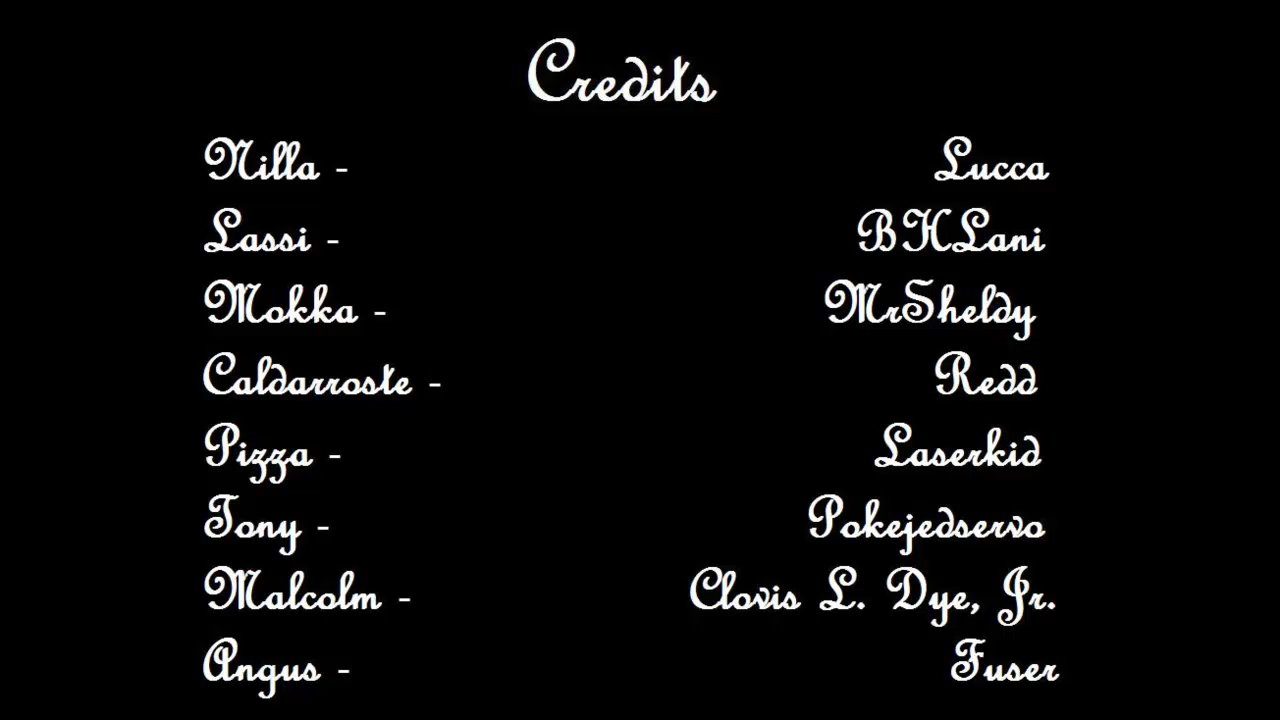 Credits
Nilla - Lucca
Lassi - BHLani
Mokka - MrSheldy
Caldarroste - Redd
Pizza - Laserkid
Tony - Pokejedservo
Malcolm - Clovis L. Dye, Jr.
Angus - Fuser